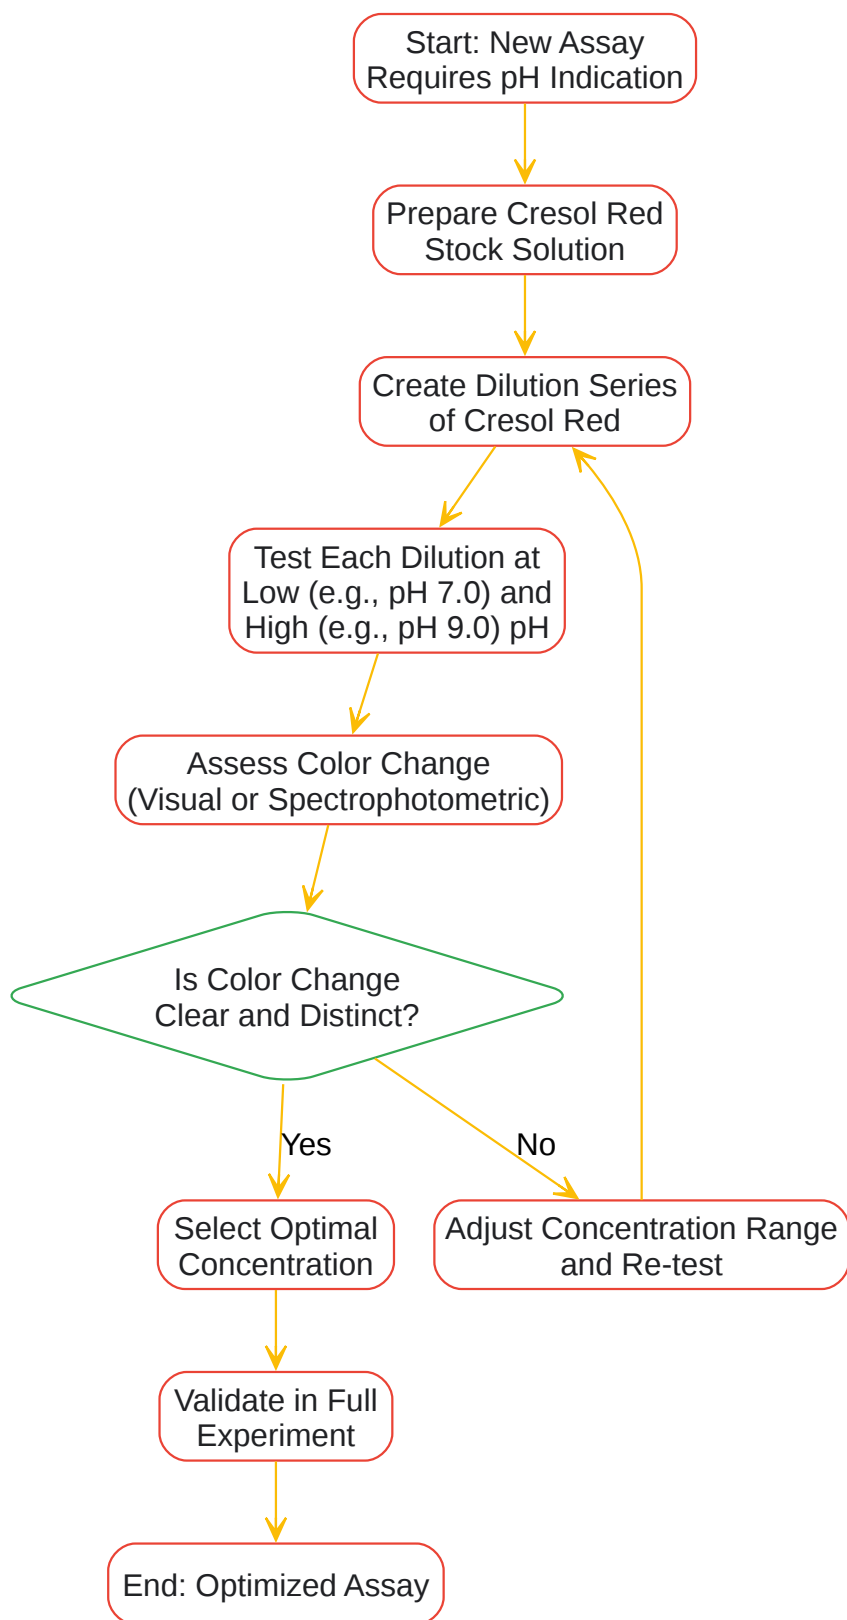 Start: New Assay
Requires pH Indication
Prepare Cresol Red
Stock Solution
Create Dilution Series
of Cresol Red
Test Each Dilution at
Low (e.g., pH 7.0) and
High (e.g., pH 9.0) pH
Assess Color Change
(Visual or Spectrophotometric)
Is Color Change
Clear and Distinct?
Yes
No
Select Optimal
Concentration
Adjust Concentration Range
and Re-test
Validate in Full
Experiment
End: Optimized Assay